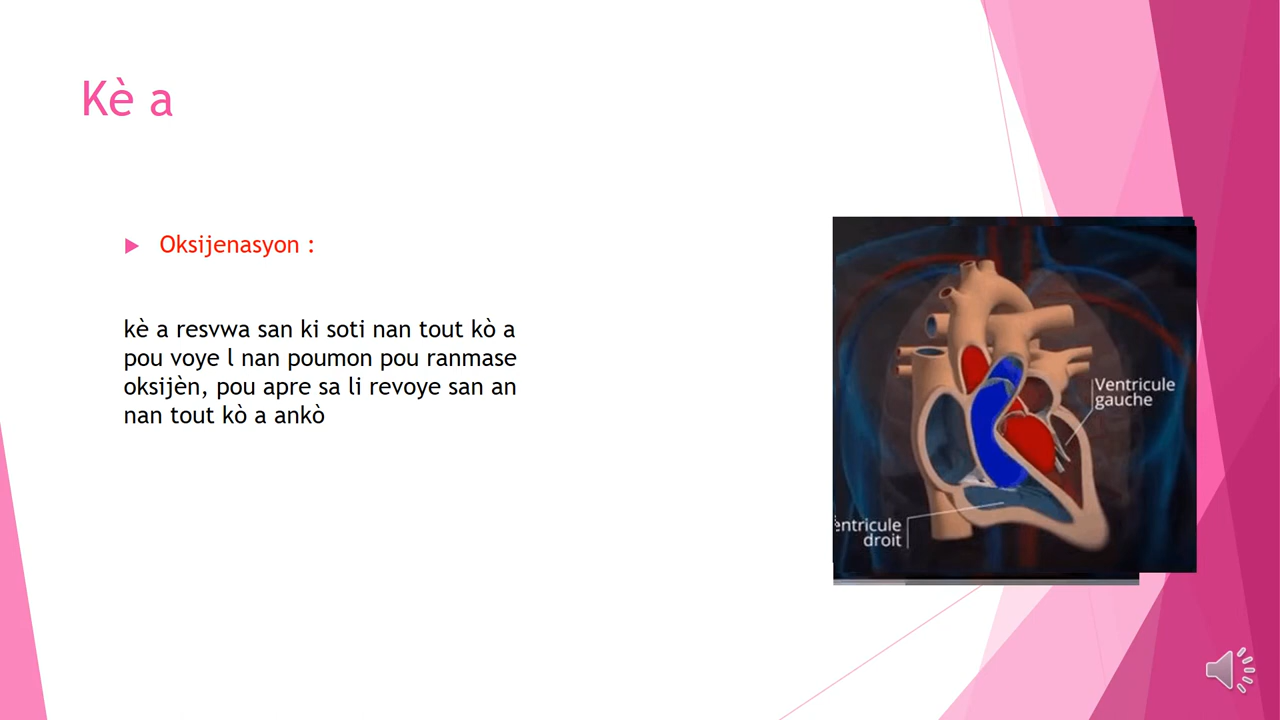 Kè a
Oksijenasyon :
kè a resvwa san ki soti nan tout kò a
pou voye l nan poumon pou ranmase
oksijèn, pou apre sa li revoye san an
nan tout kò a ankò
Ventricule
gauche
entricule
droit